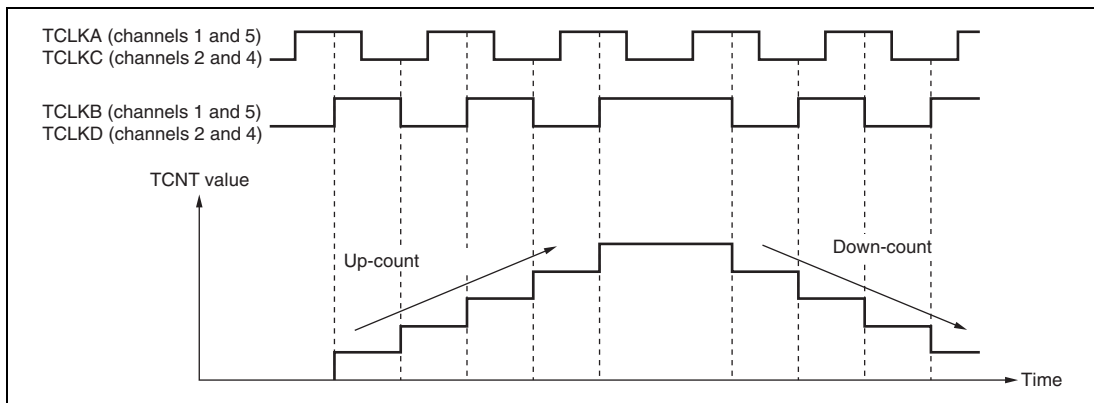 TCLKA (channels 1 and 5)
TCLKC (channels 2 and 4)
TCLKB (channels 1 and 5)
TCLKD (channels 2 and 4)
TCNT value
Up-count
Down-count
Time